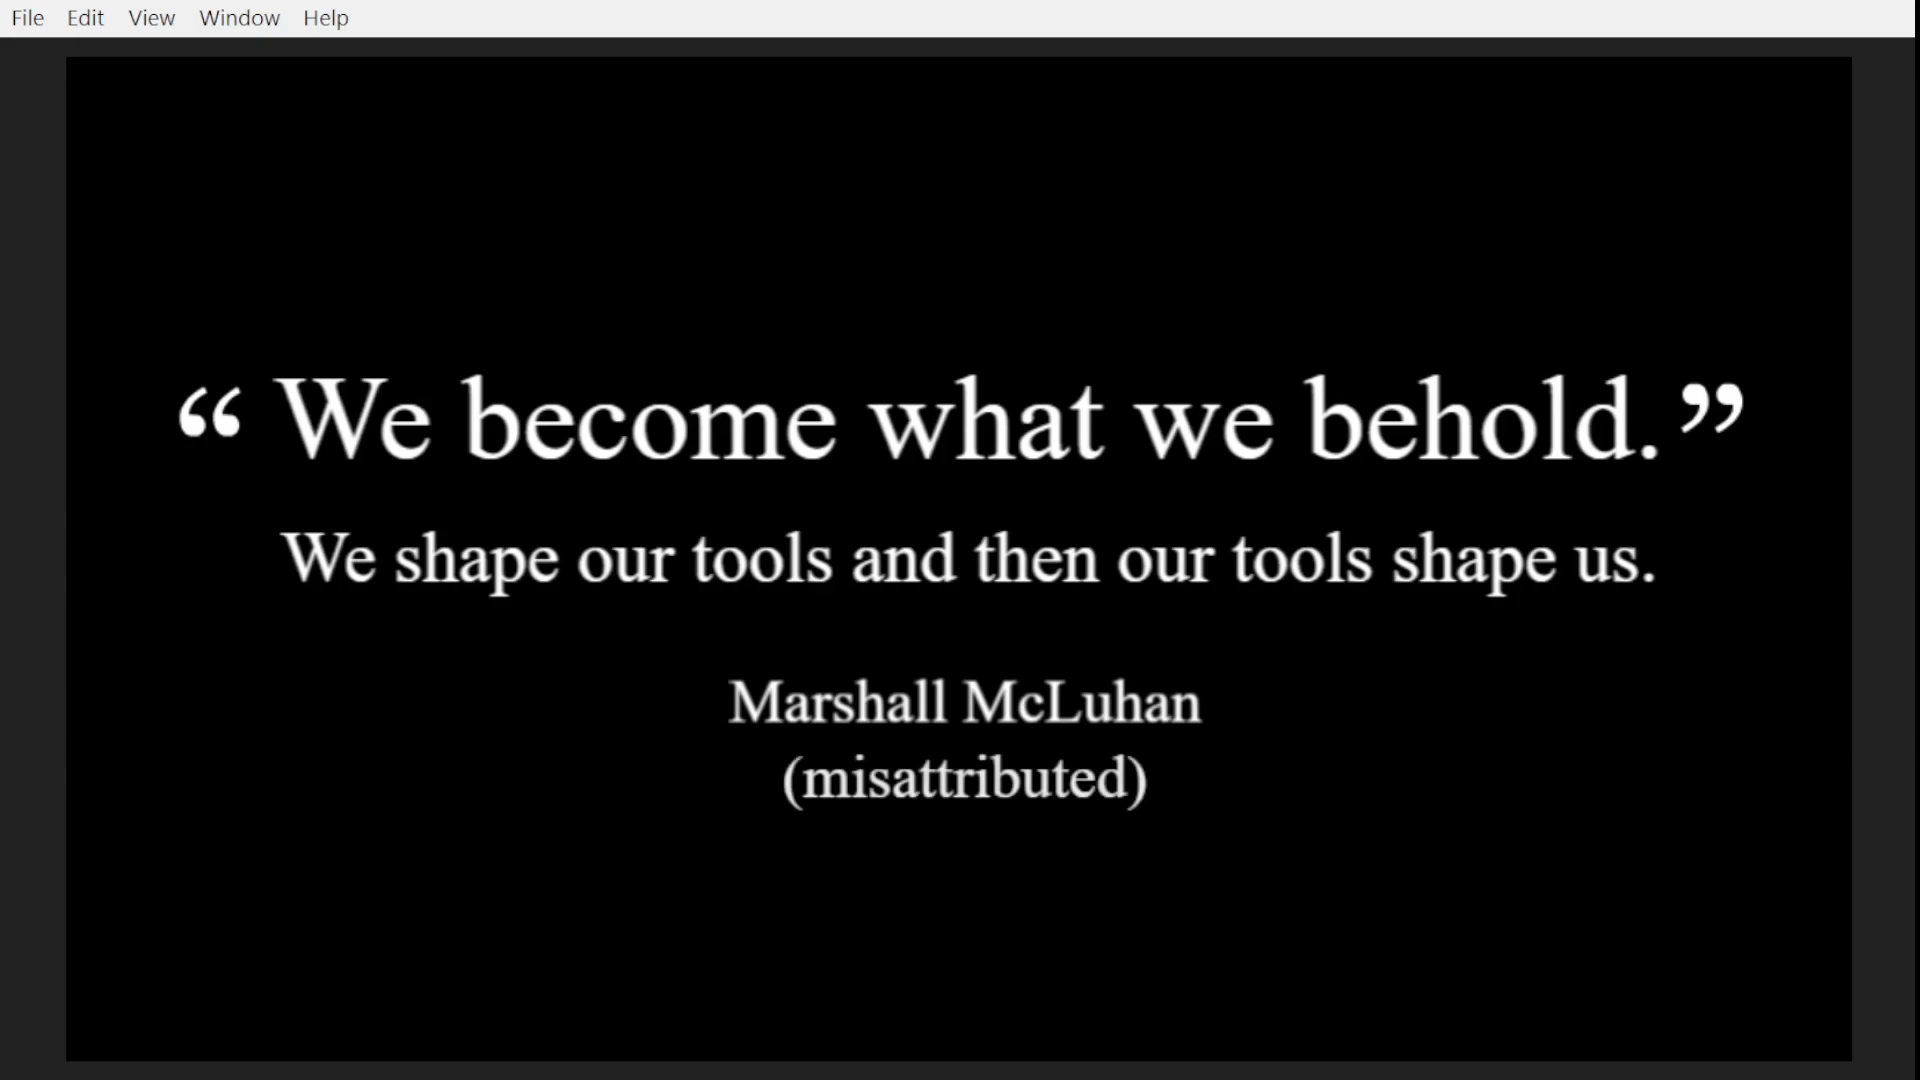 File Edit View Window Help
“ We become what we behold. ”
We shape our tools and then our tools shape us.
Marshall McLuhan
(misattributed)